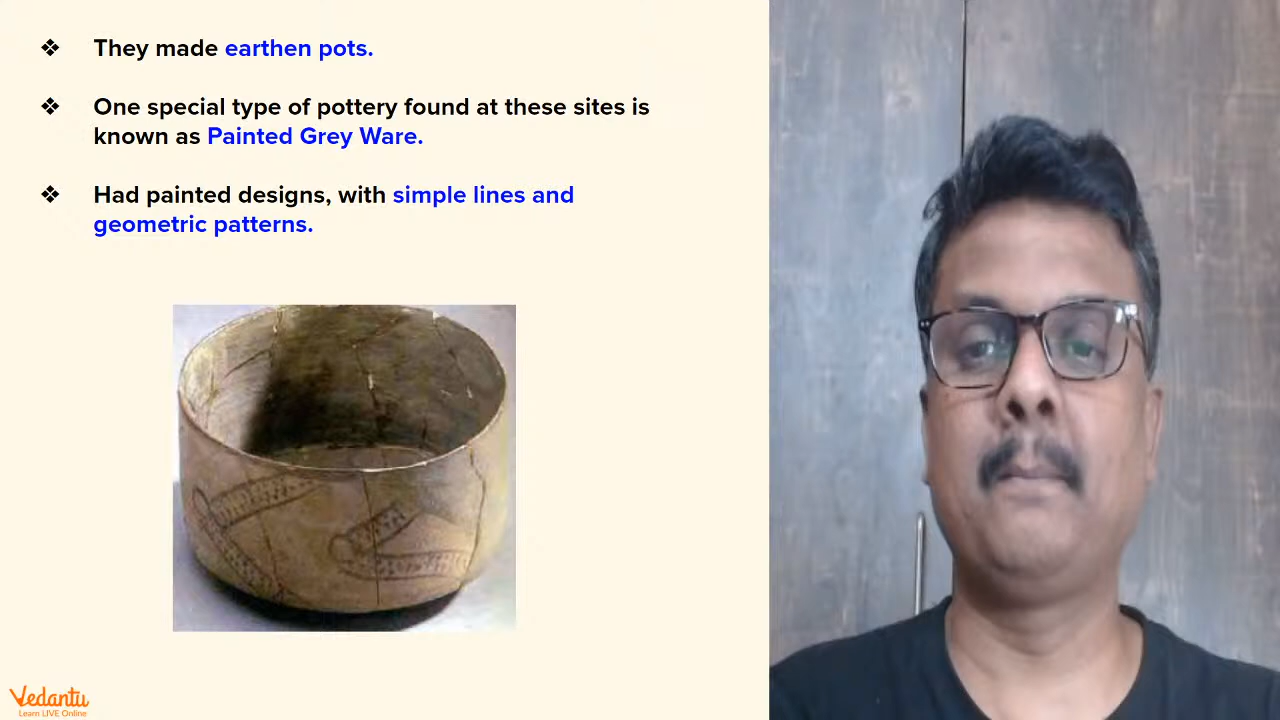 ❖ They made earthen pots.
❖ One special type of pottery found at these sites is
known as Painted Grey Ware.
❖ Had painted designs, with simple lines and
geometric patterns.
Vedantu
Learn LIVE Online